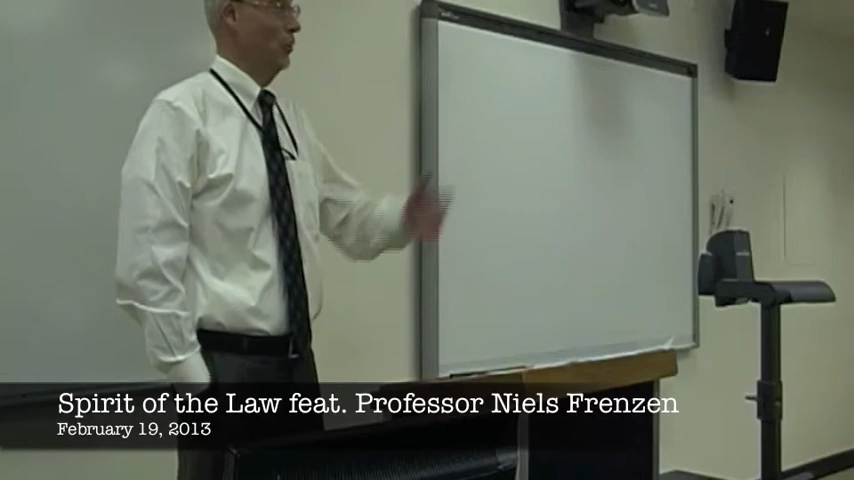 Spirit of the Law feat. Professor Niels Frenzen
February 19, 2013